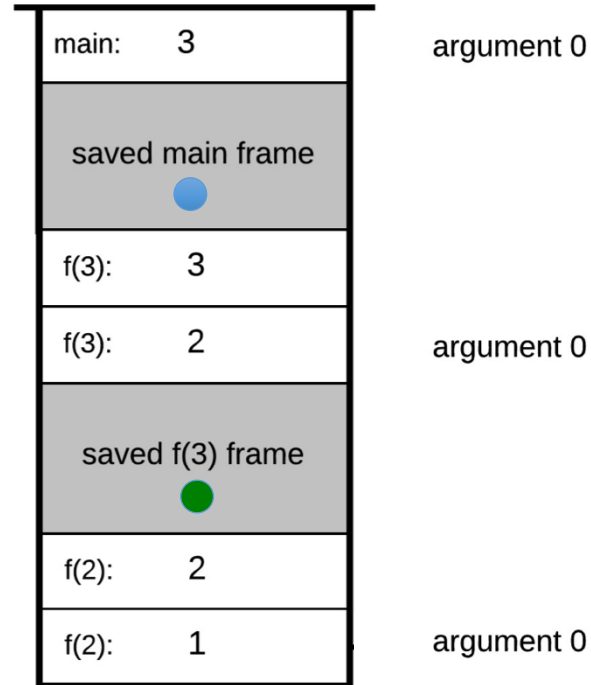 main: 3 argument 0
saved main frame
f(3): 3
f(3): 2 argument 0
saved f(3) frame
f(2): 2
f(2): 1 argument 0